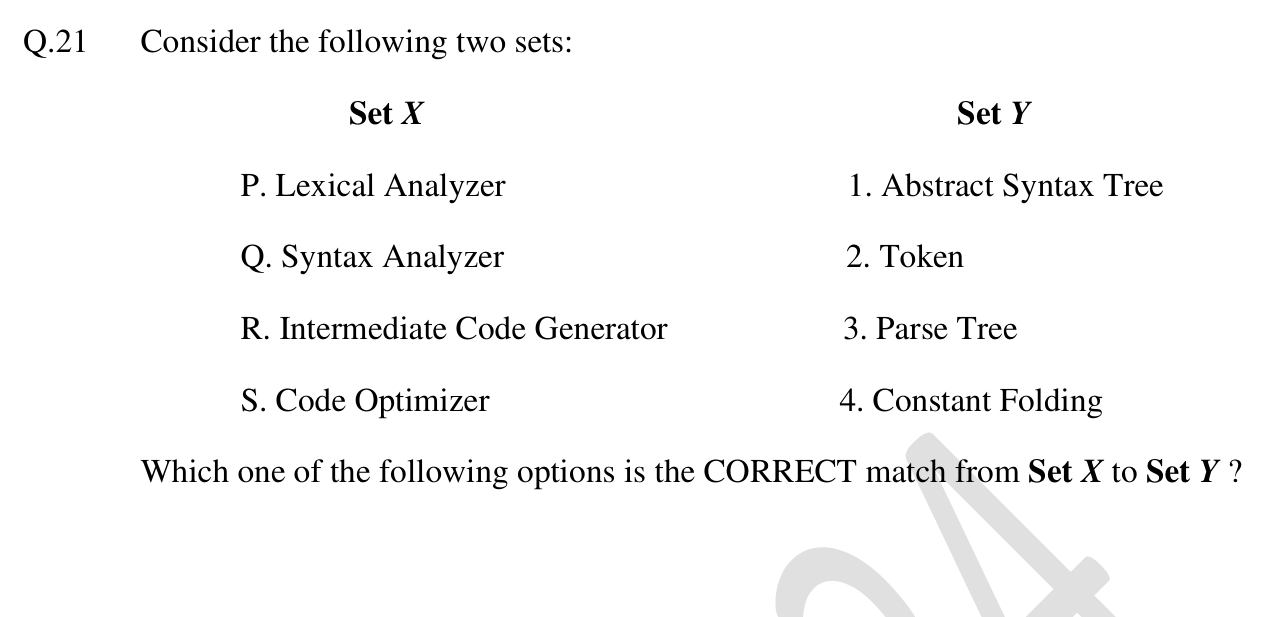 Q.21 Consider the following two sets:
Set X Set Y
P. Lexical Analyzer 1. Abstract Syntax Tree
Q. Syntax Analyzer 2. Token
R. Intermediate Code Generator 3. Parse Tree
S. Code Optimizer 4. Constant Folding
Which one of the following options is the CORRECT match from Set X to Set Y ?